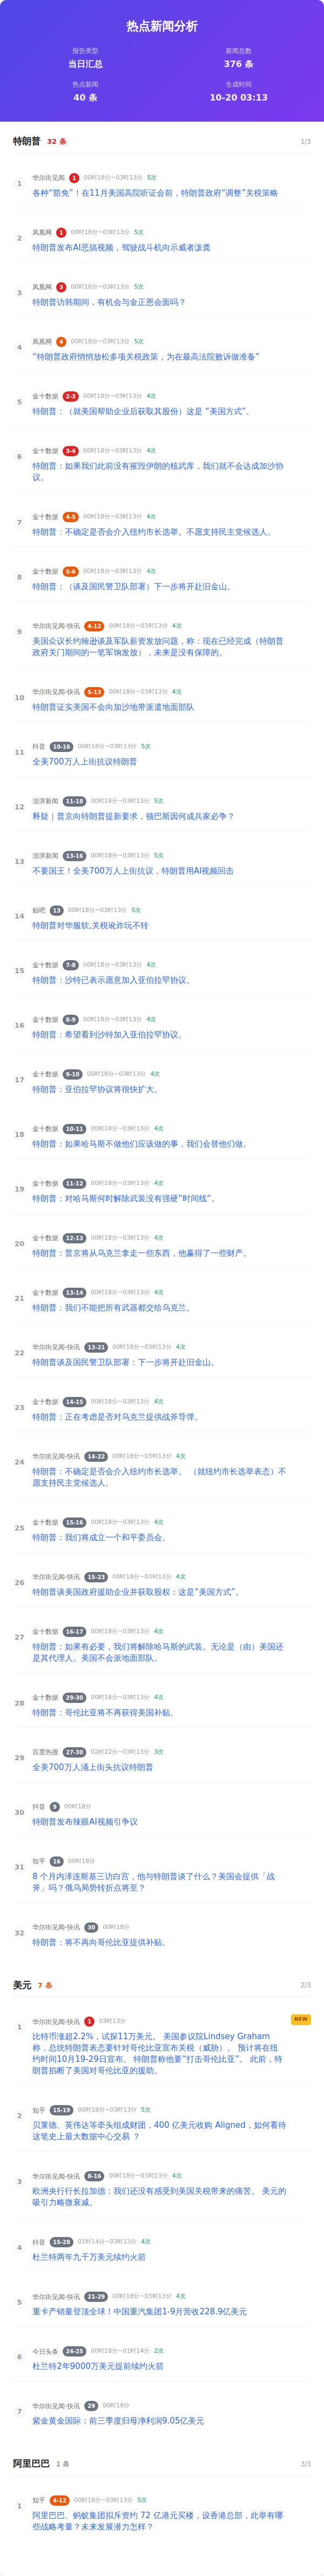 热点新闻分析
报告类型
当日汇总
新闻总数
376 条
热点新闻
40 条
生成时间
10-20 03:13
特朗普 32 条 1/3
1 华尔街见闻 1 00时18分~03时13分 5次
各种“豁免”！在11月美国高院听证会前，特朗普政府“调整”关税策略
2 凤凰网 1 00时18分~03时13分 5次
特朗普发布AI恶搞视频，驾驶战斗机向示威者泼粪
3 凤凰网 3 00时18分~03时13分 5次
特朗普访韩期间，有机会与金正恩会面吗？
4 凤凰网 4 00时18分~03时13分 5次
“特朗普政府悄悄放松多项关税政策，为在最高法院败诉做准备”
5 金十数据 2-3 00时18分~03时13分 4次
特朗普：（就美国帮助企业后获取其股份）这是 “美国方式”。
6 金十数据 3-4 00时18分~03时13分 4次
特朗普：如果我们此前没有摧毁伊朗的核武库，我们就不会达成加沙协
议。
7 金十数据 4-5 00时18分~03时13分 4次
特朗普：不确定是否会介入纽约市长选举。不愿支持民主党候选人。
8 金十数据 5-6 00时18分~03时13分 4次
特朗普：（谈及国民警卫队部署）下一步将开赴旧金山。
9 华尔街见闻-快讯 4-12 00时18分~03时13分 4次
美国众议长约翰逊谈及军队薪资发放问题，称：现在已经完成（特朗普
政府关门期间的一笔军饷发放），未来是没有保障的。
10 华尔街见闻-快讯 5-13 00时18分~03时13分 4次
特朗普证实美国不会向加沙地带派遣地面部队
11 抖音 10-16 00时18分~03时13分 5次
全美700万人上街抗议特朗普
12 澎湃新闻 11-18 00时18分~03时13分 5次
释疑｜普京向特朗普提新要求，顿巴斯因何成兵家必争？
13 澎湃新闻 13-16 00时18分~03时13分 5次
不要国王！全美700万人上街抗议，特朗普用AI视频回击
14 贴吧 13 00时18分~03时13分 5次
特朗普对华服软,关税讹诈玩不转
15 金十数据 7-8 00时18分~03时13分 4次
特朗普：沙特已表示愿意加入亚伯拉罕协议。
16 金十数据 8-9 00时18分~03时13分 4次
特朗普：希望看到沙特加入亚伯拉罕协议。
17 金十数据 9-10 00时18分~03时13分 4次
特朗普：亚伯拉罕协议将很快扩大。
18 金十数据 10-11 00时18分~03时13分 4次
特朗普：如果哈马斯不做他们应该做的事，我们会替他们做。
19 金十数据 11-12 00时18分~03时13分 4次
特朗普：对哈马斯何时解除武装没有强硬“时间线”。
20 金十数据 12-13 00时18分~03时13分 4次
特朗普：普京将从乌克兰拿走一些东西，他赢得了一些财产。
21 金十数据 13-14 00时18分~03时13分 4次
特朗普：我们不能把所有武器都交给乌克兰。
22 华尔街见闻-快讯 13-21 00时18分~03时13分 4次
特朗普谈及国民警卫队部署：下一步将开赴旧金山。
23 金十数据 14-15 00时18分~03时13分 4次
特朗普：正在考虑是否对乌克兰提供战斧导弹。
24 华尔街见闻-快讯 14-22 00时18分~03时13分 4次
特朗普：不确定是否会介入纽约市长选举。 （就纽约市长选举表态）不
愿支持民主党候选人。
25 金十数据 15-16 00时18分~03时13分 4次
特朗普：我们将成立一个和平委员会。
26 华尔街见闻-快讯 15-23 00时18分~03时13分 4次
特朗普谈美国政府援助企业并获取股权：这是“美国方式”。
27 金十数据 16-17 00时18分~03时13分 4次
特朗普：如果有必要，我们将解除哈马斯的武装。无论是（由）美国还
是其代理人。美国不会派地面部队。
28 金十数据 29-30 00时18分~03时13分 4次
特朗普：哥伦比亚将不再获得美国补贴。
29 百度热搜 27-30 02时22分~03时13分 3次
全美700万人涌上街头抗议特朗普
30 抖音 9 00时18分
特朗普发布辣眼AI视频引争议
31 知乎 16 00时18分
8 个月内泽连斯基三访白宫，他与特朗普谈了什么？美国会提供「战
斧」吗？俄乌局势转折点将至？
32 华尔街见闻-快讯 30 00时18分
特朗普：将不再向哥伦比亚提供补贴。
美元 7 条 2/3
1 华尔街见闻-快讯 1 03时13分 NEW
比特币涨超2.2%，试探11万美元。 美国参议院Lindsey Graham
称，总统特朗普表态要针对哥伦比亚宣布关税（威胁）。 预计将在纽
约时间10月19-29日宣布。 特朗普称他要“打击哥伦比亚”。 此前，特
普掐断了美国对哥伦比亚的援助。
2 知乎 15-19 00时18分~03时13分 5次
贝莱德、英伟达等牵头组成财团，400 亿美元收购 Aligned，如何看待
这笔史上最大数据中心交易 ？
3 华尔街见闻-快讯 8-16 00时18分~03时13分 4次
欧洲央行行长拉加德：我们还没有感受到美国关税带来的痛苦。 美元的
吸引力略微衰减。
4 抖音 15-28 01时14分~03时13分 4次
杜兰特两年九千万美元续约火箭
5 华尔街见闻-快讯 21-29 00时18分~03时13分 4次
重卡产销量登顶全球！中国重汽集团1-9月营收228.9亿美元
6 今日头条 24-25 00时18分~01时14分 2次
杜兰特2年9000万美元提前续约火箭
7 华尔街见闻-快讯 29 00时18分
紫金黄金国际：前三季度归母净利润9.05亿美元
阿里巴巴 1 条 3/3
1 知乎 4-12 00时18分~03时13分 5次
阿里巴巴、蚂蚁集团拟斥资约 72 亿港元买楼，设香港总部，此举有哪
些战略考量？未来发展潜力怎样？